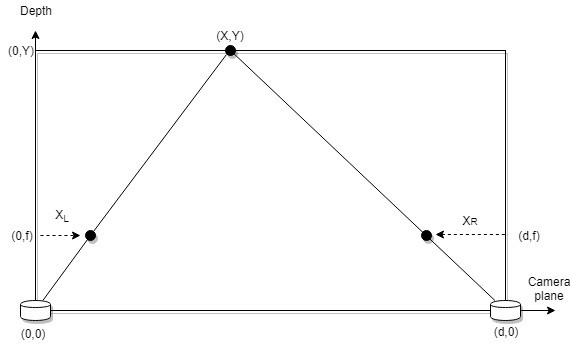 Depth
(X,Y)
(0,Y)
XL
XR
(0,f)
(d,f)
Camera
plane
(0,0)
(d,0)